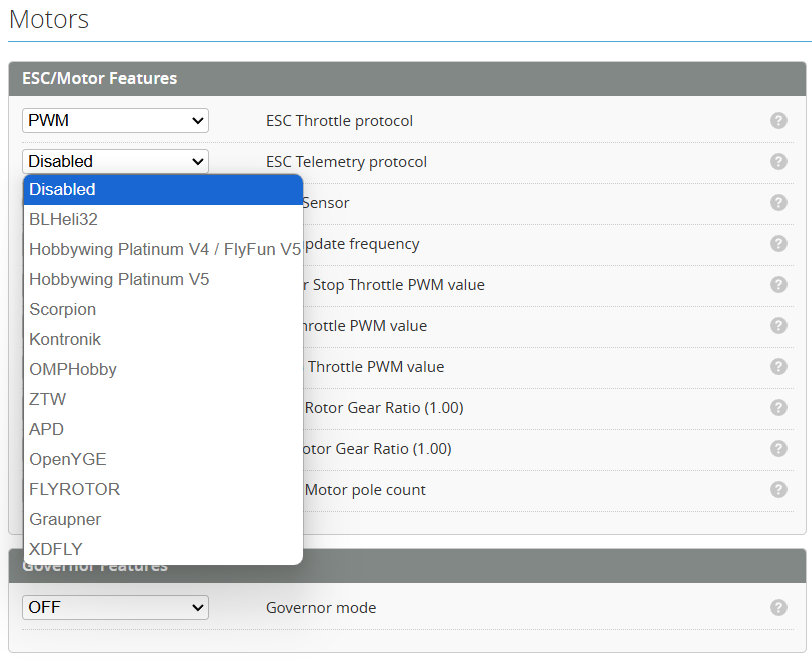 Motors
ESC/Motor Features
PWM ESC Throttle protocol
Disabled ESC Telemetry protocol
Disabled
BLHeli32
Hobbywing Platinum V4 / FlyFun V5
Hobbywing Platinum V5
Scorpion
Kontronik
OMPHobby
ZTW
APD
OpenYGE
FLYROTOR
Graupner
XDFLY
Sensor
pdate frequency
r Stop Throttle PWM value
hrottle PWM value
Throttle PWM value
Rotor Gear Ratio (1.00)
otor Gear Ratio (1.00)
Motor pole count
Governor Features
OFF Governor mode